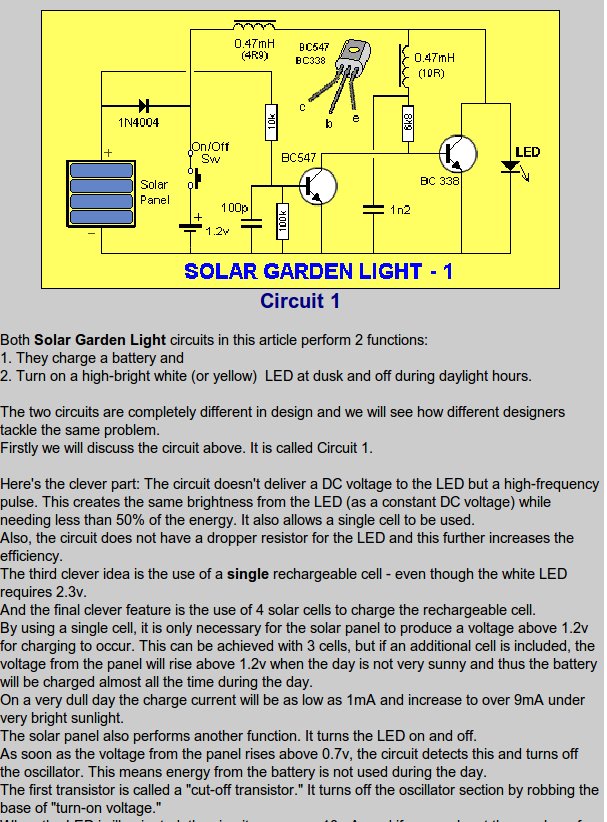 0.47mH
(4R9)
BC547
BC338
0.47mH
(10R)
c
b
e
1N4004
10k
6k8
On/Off
Sw
BC547
LED
+
Solar
Panel
BC 338
100p
100k
1n2
+
1.2v
–
SOLAR GARDEN LIGHT - 1
Circuit 1
Both Solar Garden Light circuits in this article perform 2 functions:
1. They charge a battery and
2. Turn on a high-bright white (or yellow)  LED at dusk and off during daylight hours.
The two circuits are completely different in design and we will see how different designers
tackle the same problem.
Firstly we will discuss the circuit above. It is called Circuit 1.
Here's the clever part: The circuit doesn't deliver a DC voltage to the LED but a high-frequency
pulse. This creates the same brightness from the LED (as a constant DC voltage) while
needing less than 50% of the energy. It also allows a single cell to be used.
Also, the circuit does not have a dropper resistor for the LED and this further increases the
efficiency.
The third clever idea is the use of a single rechargeable cell - even though the white LED
requires 2.3v.
And the final clever feature is the use of 4 solar cells to charge the rechargeable cell.
By using a single cell, it is only necessary for the solar panel to produce a voltage above 1.2v
for charging to occur. This can be achieved with 3 cells, but if an additional cell is included, the
voltage from the panel will rise above 1.2v when the day is not very sunny and thus the battery
will be charged almost all the time during the day.
On a very dull day the charge current will be as low as 1mA and increase to over 9mA under
very bright sunlight.
The solar panel also performs another function. It turns the LED on and off.
As soon as the voltage from the panel rises above 0.7v, the circuit detects this and turns off
the oscillator. This means energy from the battery is not used during the day.
The first transistor is called a "cut-off transistor." It turns off the oscillator section by robbing the
base of "turn-on voltage."